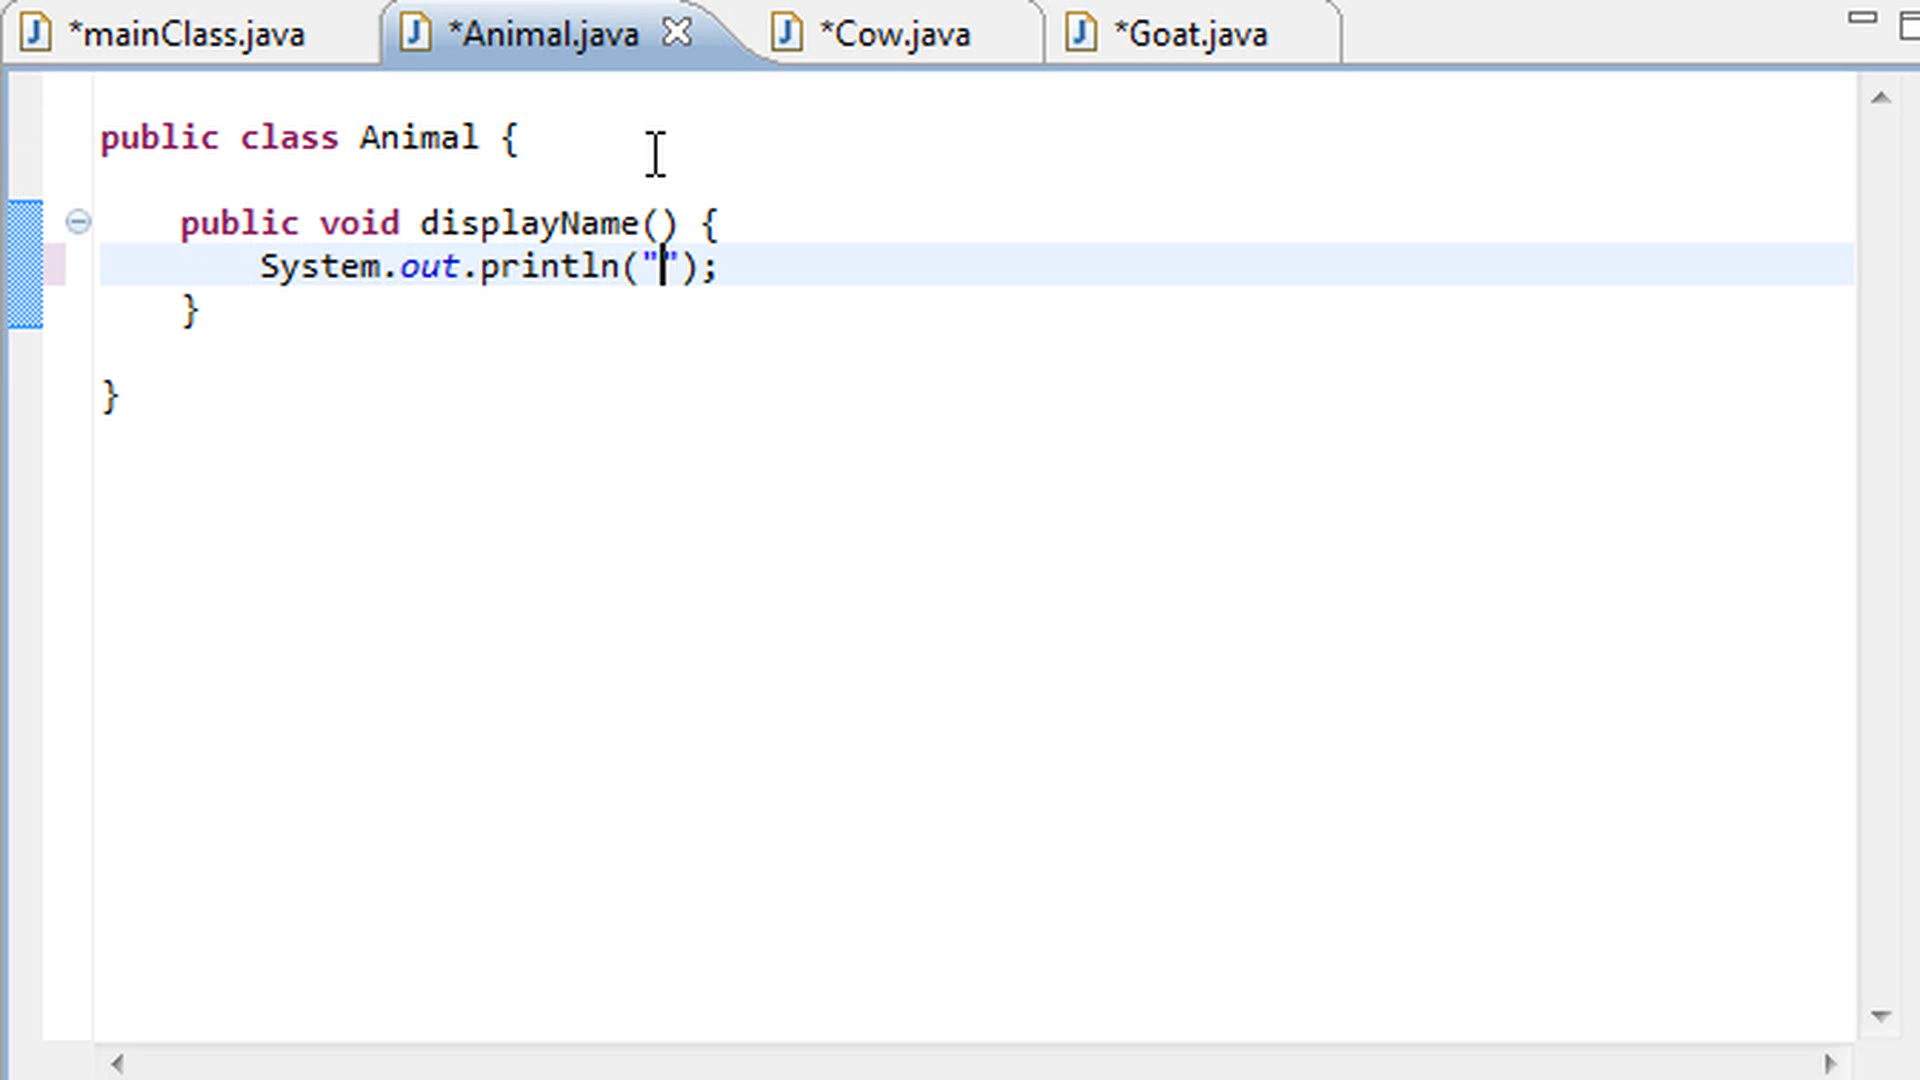 *mainClass.java
*Animal.java
*Cow.java
*Goat.java
public class Animal {
public void displayName() {
System.out.println("");
}
}